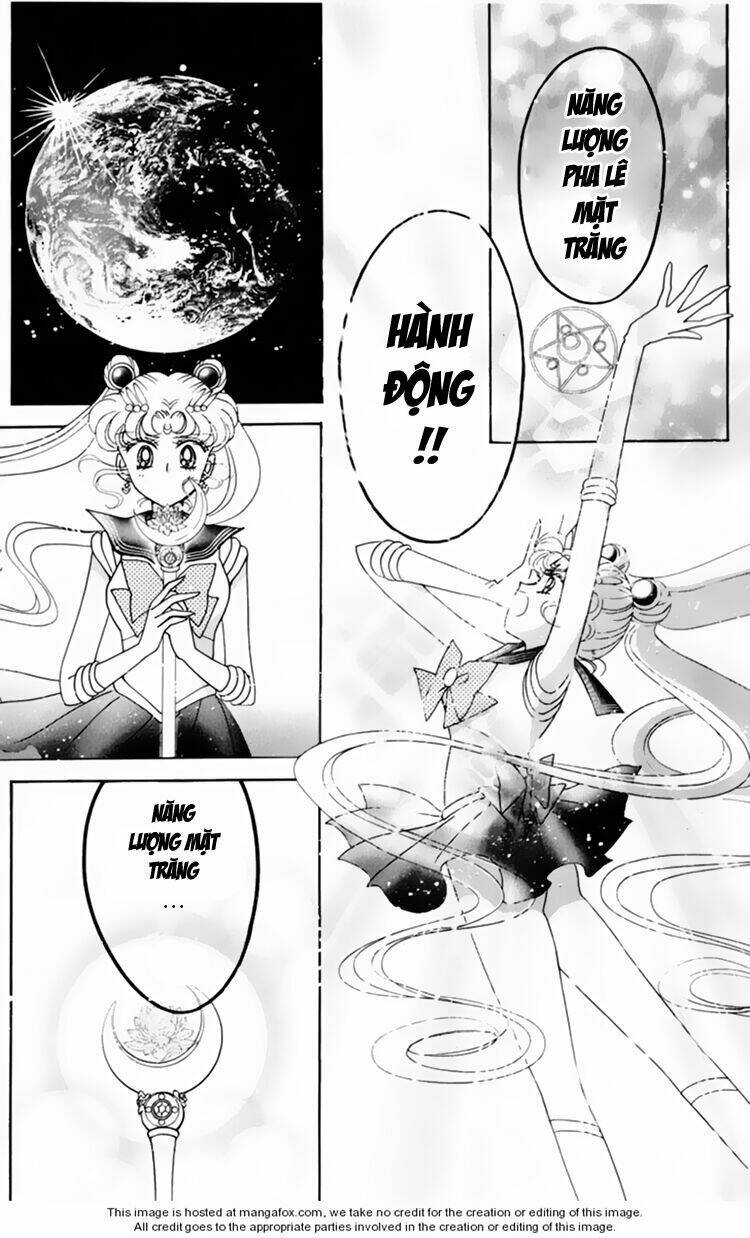 NĂNG
LƯỢNG
PHA LÊ
MẶT
TRĂNG
HÀNH
ĐỘNG
!!
NĂNG
LƯỢNG MẶT
TRĂNG
...
This image is hosted at mangafox.com, we take no credit for the creation or editing of this image.
All credit goes to the appropriate parties involved in the creation or editing of this image.